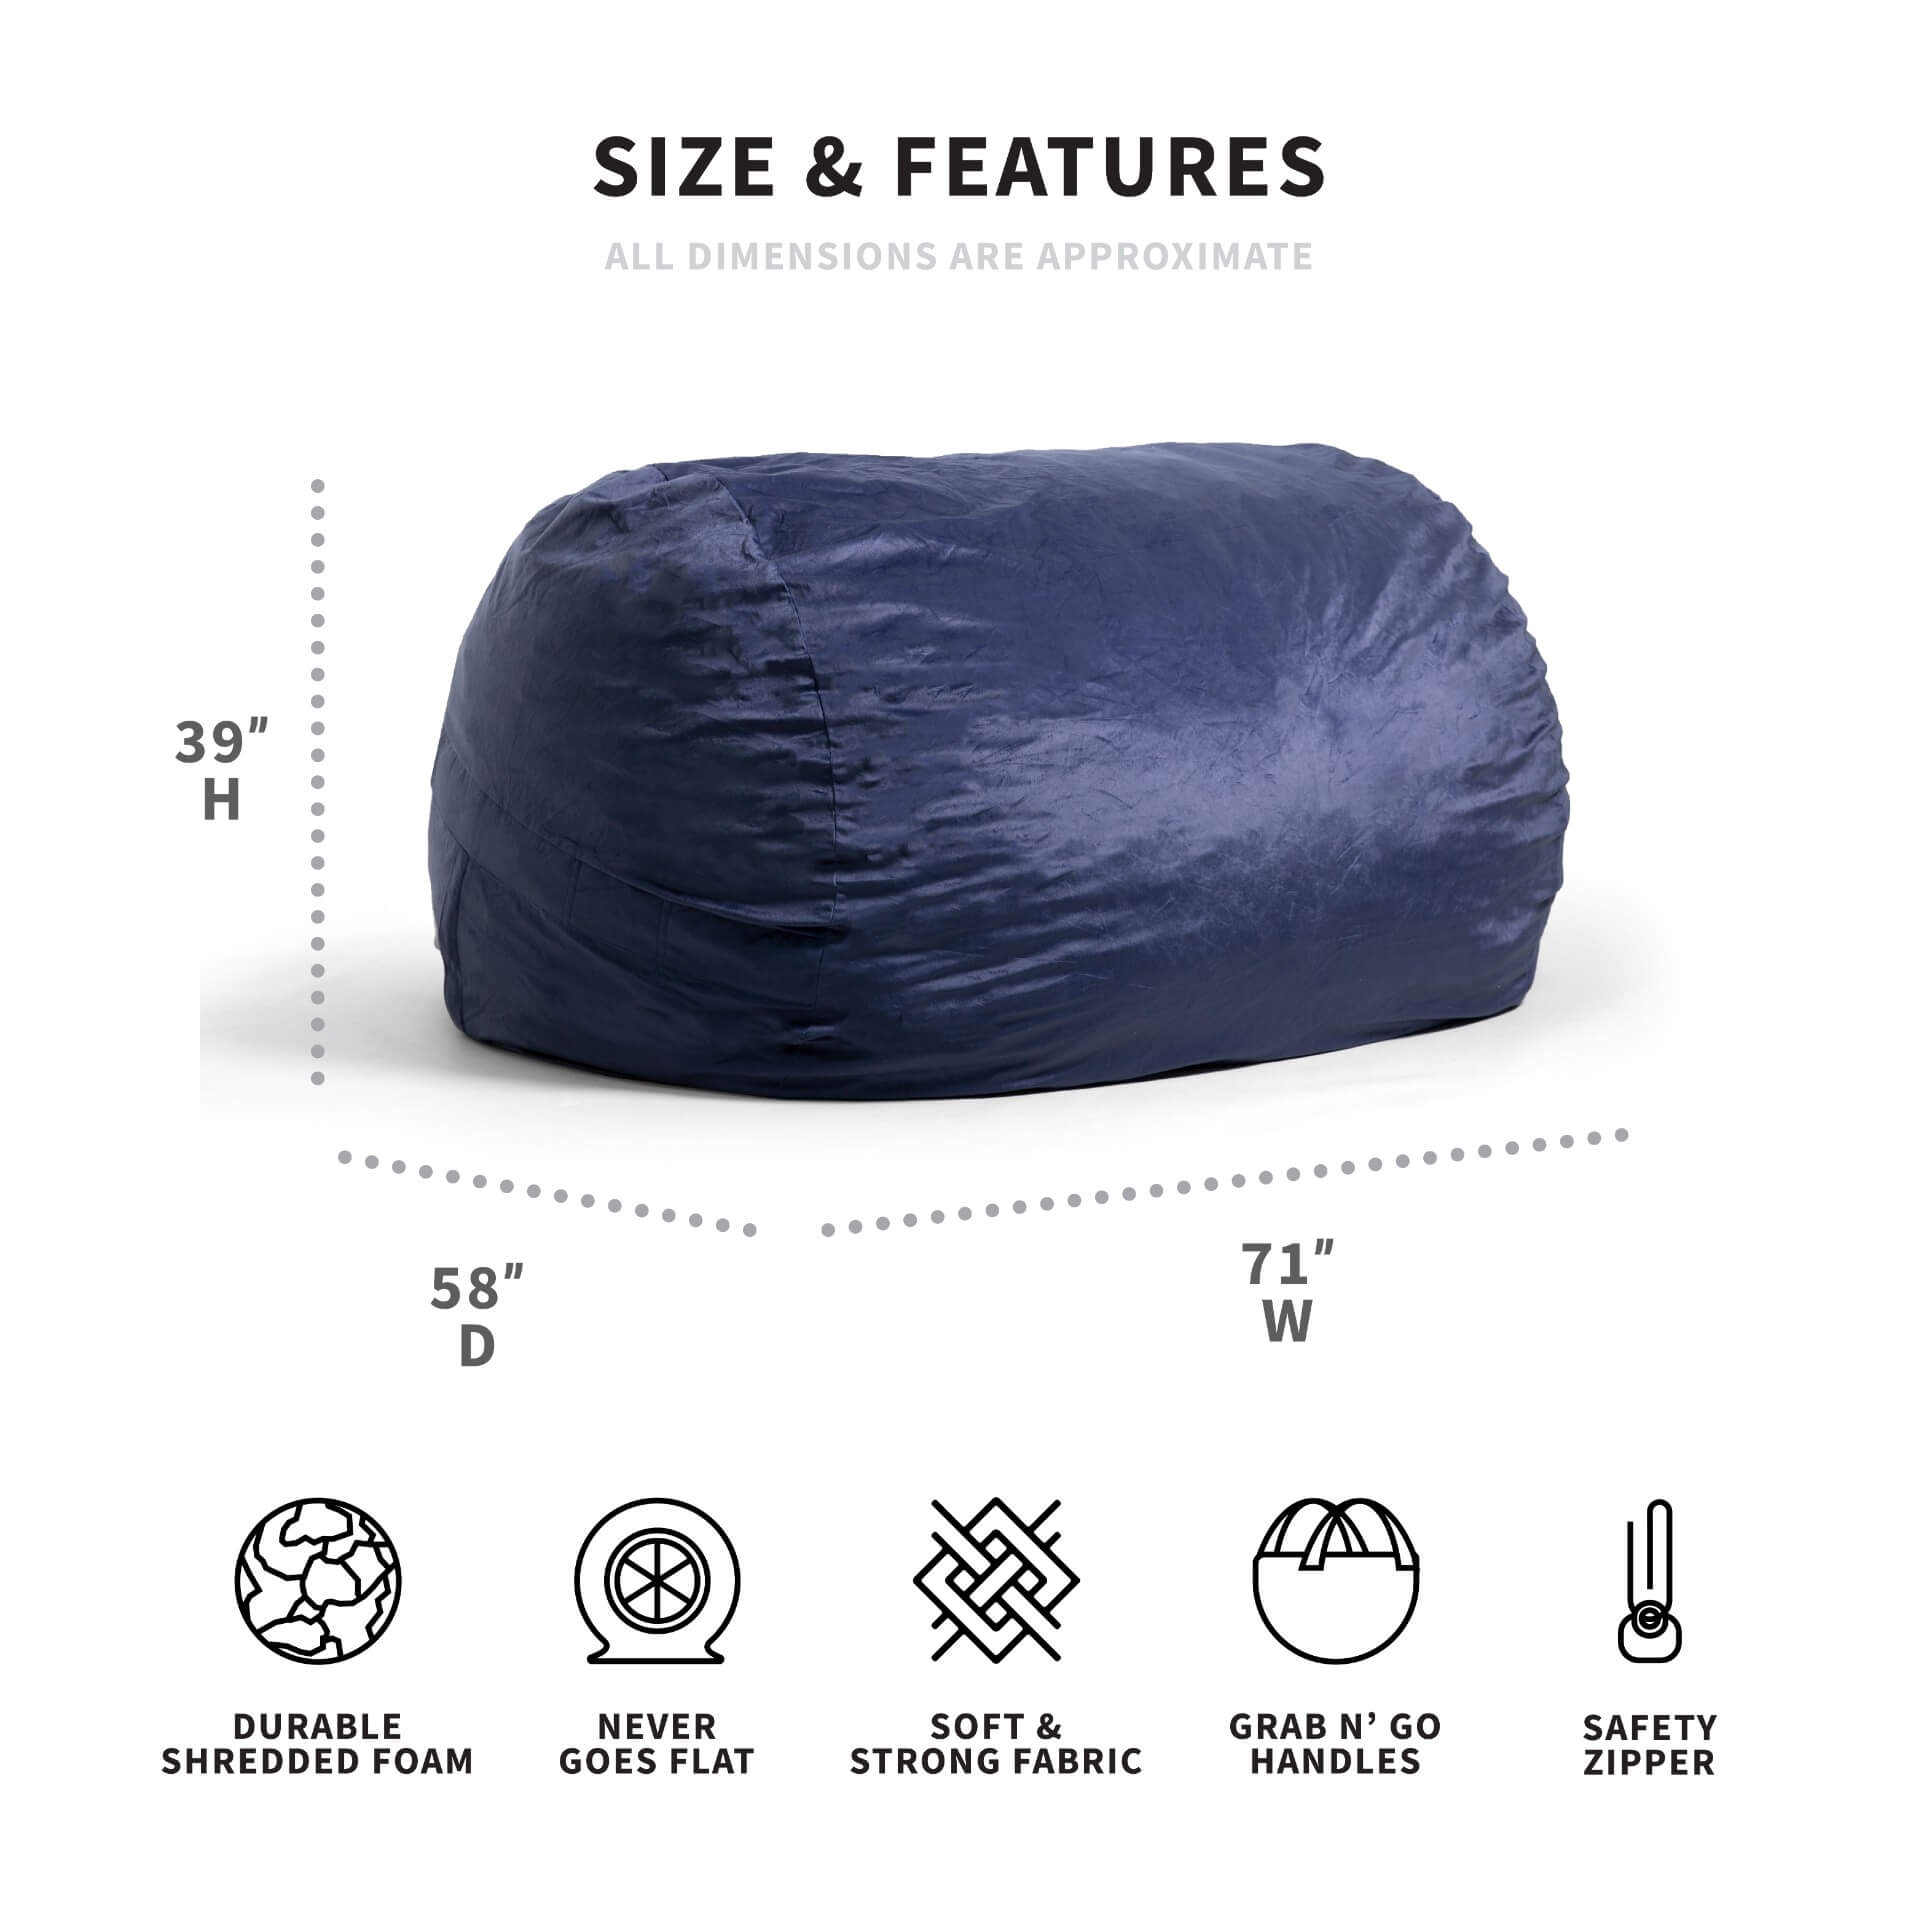 SIZE & FEATURES
ALL DIMENSIONS ARE APPROXIMATE
39"
H
58"
D
71"
W
DURABLE
SHREDDED FOAM
NEVER
GOES FLAT
SOFT &
STRONG FABRIC
GRAB N’ GO
HANDLES
SAFETY
ZIPPER